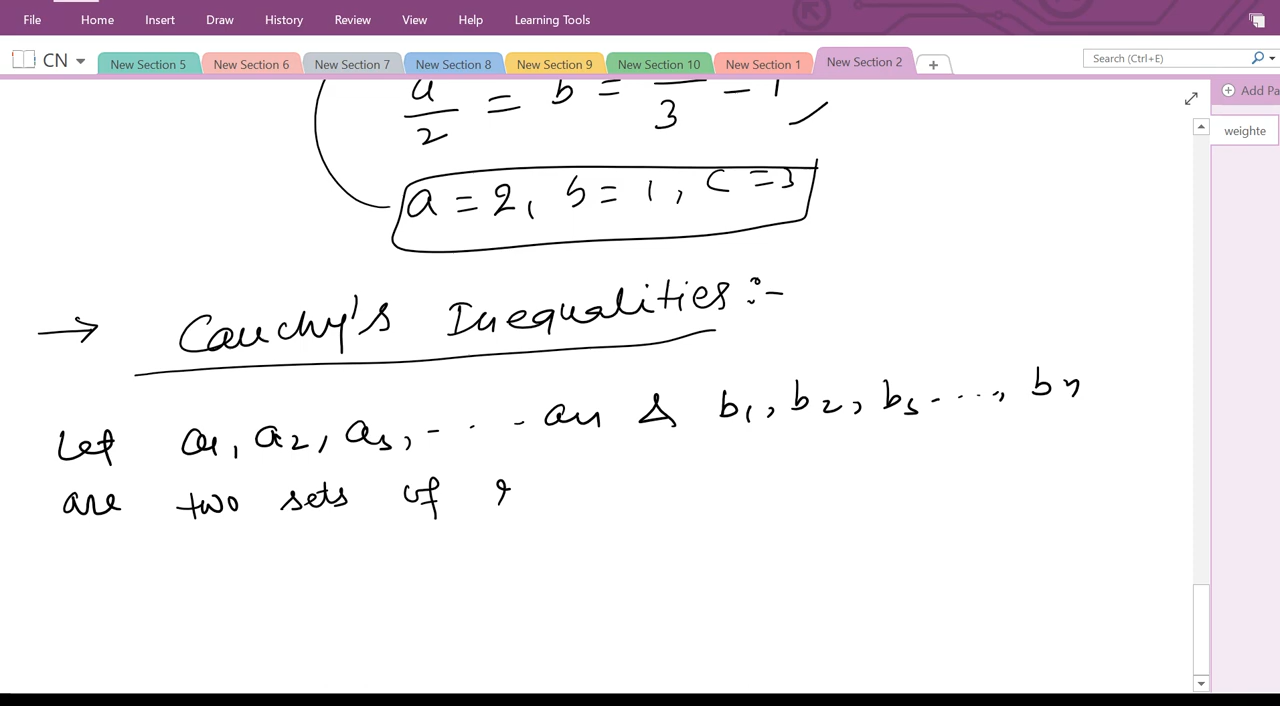 File Home Insert Draw History Review View Help Learning Tools
CN New Section 5 New Section 6 New Section 7 New Section 8 New Section 9 New Section 10 New Section 1 New Section 2 + Search (Ctrl+E)
Add Pa
weighte
a/2 = b = /3 = 1
a = 2, b = 1, c = 3
→ Cauchy's Inequalities :-
Let a1, a2, a3, - . . - an & b1, b2, b3 - . . . , bn
are two sets of r